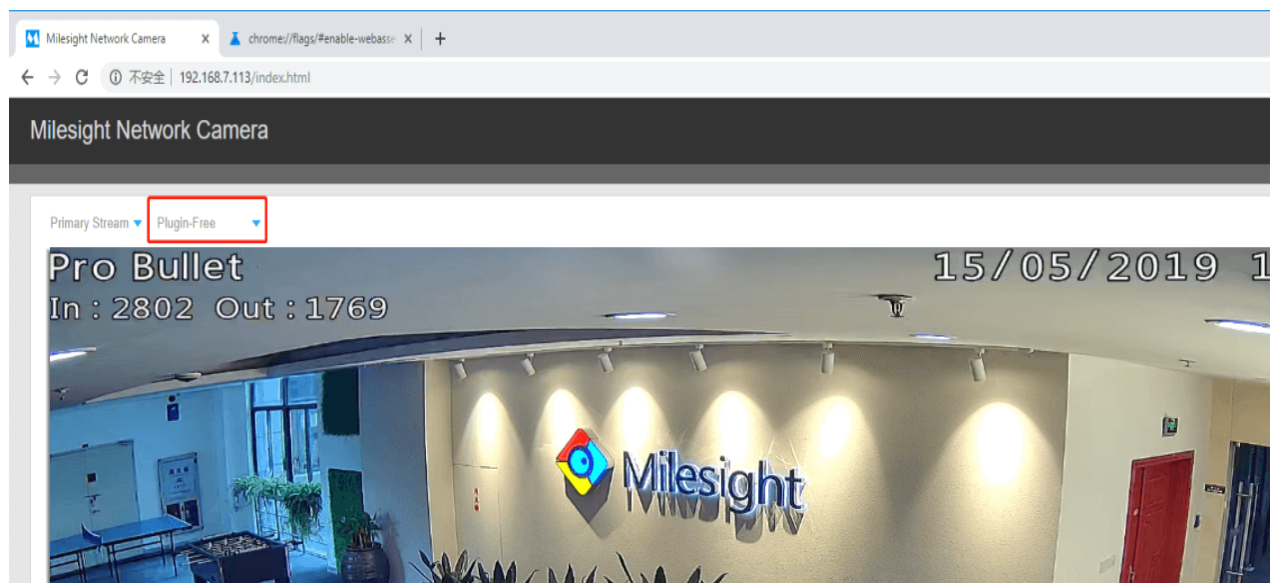 Milesight Network Camera
chrome://flags/#enable-webasse
不安全 192.168.7.113/index.html
Milesight Network Camera
Primary Stream Plugin-Free
Pro Bullet 15/05/2019 1
In : 2802 Out : 1769
Milesight